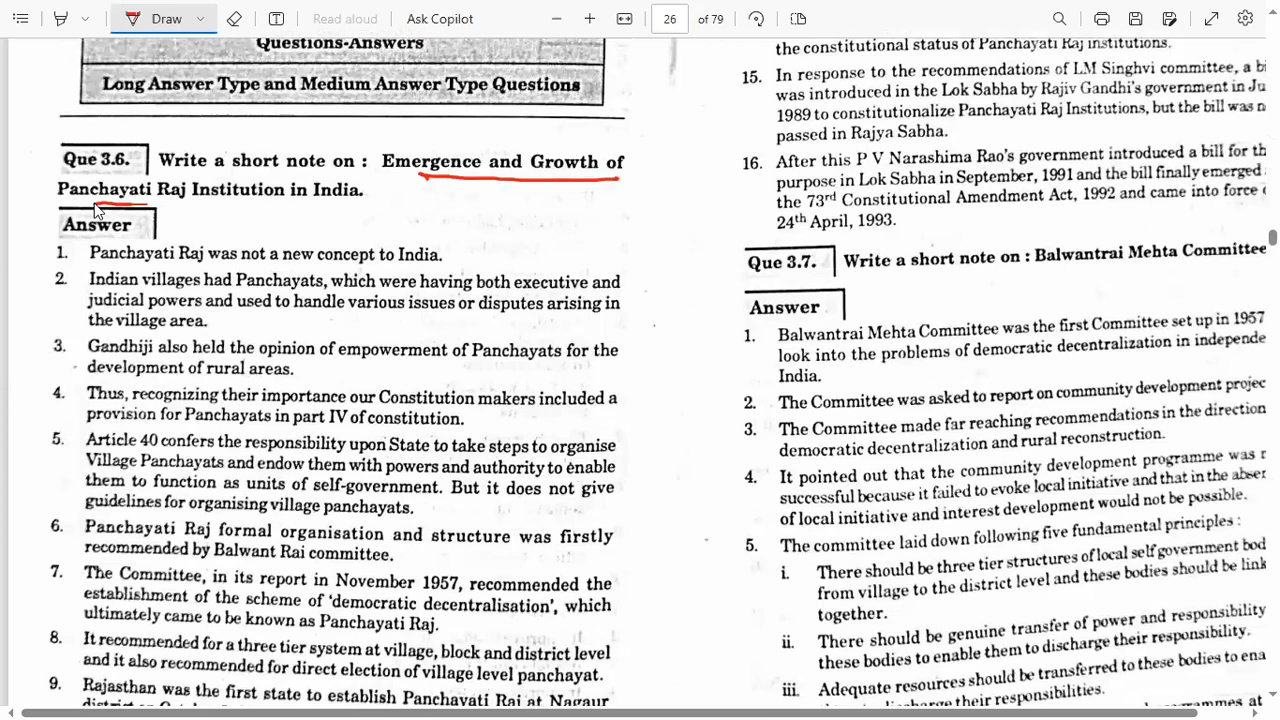 Draw
Read aloud
Ask Copilot
26
of 79
Questions-Answers
Long Answer Type and Medium Answer Type Questions
Que 3.6. Write a short note on : Emergence and Growth of
Panchayati Raj Institution in India.
Answer
1. Panchayati Raj was not a new concept to India.
2. Indian villages had Panchayats, which were having both executive and
judicial powers and used to handle various issues or disputes arising in
the village area.
3. Gandhiji also held the opinion of empowerment of Panchayats for the
development of rural areas.
4. Thus, recognizing their importance our Constitution makers included a
provision for Panchayats in part IV of constitution.
5. Article 40 confers the responsibility upon State to take steps to organise
Village Panchayats and endow them with powers and authority to enable
them to function as units of self-government. But it does not give
guidelines for organising village panchayats.
6. Panchayati Raj formal organisation and structure was firstly
recommended by Balwant Rai committee.
7. The Committee, in its report in November 1957, recommended the
establishment of the scheme of 'democratic decentralisation', which
ultimately came to be known as Panchayati Raj.
8. It recommended for a three tier system at village, block and district level
and it also recommended for direct election of village level panchayat.
9. Rajasthan was the first state to establish Panchayati Raj at Nagaur
the constitutional status of Panchayati Raj institutions.
15. In response to the recommendations of LM Singhvi committee, a bi
was introduced in the Lok Sabha by Rajiv Gandhi's government in Ju
1989 to constitutionalize Panchayati Raj Institutions, but the bill was n
passed in Rajya Sabha.
16. After this P V Narashima Rao's government introduced a bill for th
purpose in Lok Sabha in September, 1991 and the bill finally emerged
the 73rd Constitutional Amendment Act, 1992 and came into force
24th April, 1993.
Que 3.7. Write a short note on : Balwantrai Mehta Committee
Answer
1. Balwantrai Mehta Committee was the first Committee set up in 1957
look into the problems of democratic decentralization in independe
India.
2. The Committee was asked to report on community development projec
3. The Committee made far reaching recommendations in the direction
democratic decentralization and rural reconstruction.
4. It pointed out that the community development programme was r
successful because it failed to evoke local initiative and that in the abser
of local initiative and interest development would not be possible.
5. The committee laid down following five fundamental principles :
i. There should be three tier structures of local self government bod
from village to the district level and these bodies should be link
together.
ii. There should be genuine transfer of power and responsibility
these bodies to enable them to discharge their responsibility.
iii. Adequate resources should be transferred to these bodies to ena
their responsibilities.